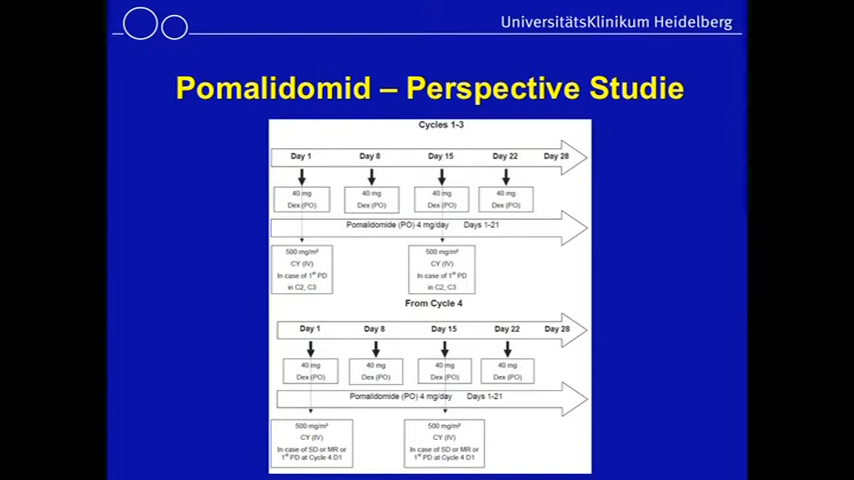 UniversitätsKlinikum Heidelberg
Pomalidomid – Perspective Studie
Cycles 1-3
Day 1 Day 8 Day 15 Day 22 Day 28
40 mg 40 mg 40 mg 40 mg
Dex (PO) Dex (PO) Dex (PO) Dex (PO)
Pomalidomide (PO) 4 mg/day Days 1-21
500 mg/m² 500 mg/m²
CY (IV) CY (IV)
In case of 1st PD In case of 1st PD
in C2, C3 in C2, C3
From Cycle 4
Day 1 Day 8 Day 15 Day 22 Day 28
40 mg 40 mg 40 mg 40 mg
Dex (PO) Dex (PO) Dex (PO) Dex (PO)
Pomalidomide (PO) 4 mg/day Days 1-21
500 mg/m² 500 mg/m²
CY (IV) CY (IV)
In case of SD or MR or In case of SD or MR or
1st PD at Cycle 4 D1 1st PD at Cycle 4 D1